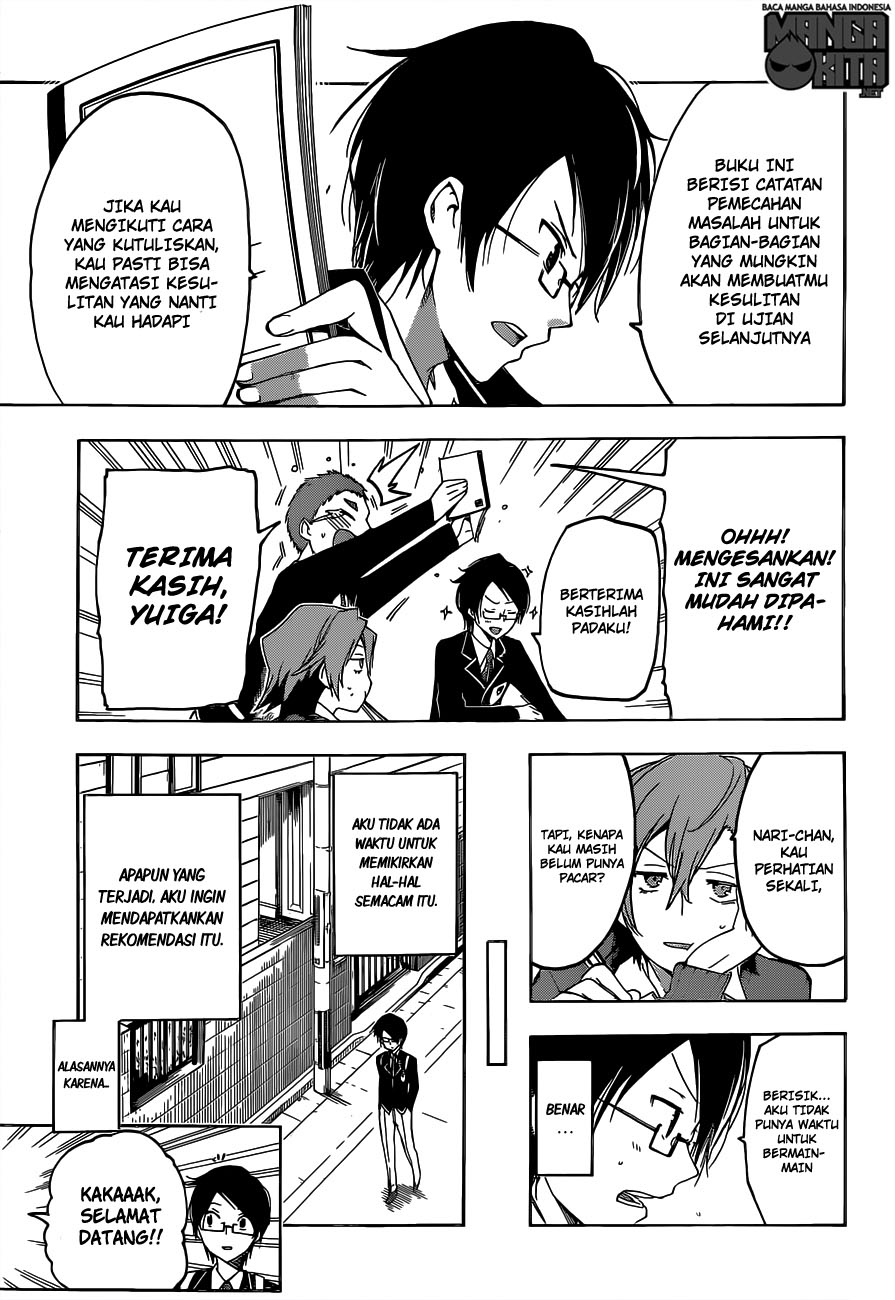 BACA MANGA BAHASA INDONESIA
MANGA
KITA
.NET
BUKU INI
BERISI CATATAN
PEMECAHAN
MASALAH UNTUK
BAGIAN-BAGIAN
YANG MUNGKIN
AKAN MEMBUATMU
KESULITAN
DI UJIAN
SELANJUTNYA
JIKA KAU
MENGIKUTI CARA
YANG KUTULISKAN,
KAU PASTI BISA
MENGATASI KESU-
LITAN YANG NANTI
KAU HADAPI
OHHH!
MENGESANKAN!
INI SANGAT
MUDAH DIPA-
HAMI!!
BERTERIMA
KASIHLAH
PADAKU!
TERIMA
KASIH,
YUIGA!
NARI-CHAN,
KAU
PERHATIAN
SEKALI,
TAPI, KENAPA
KAU MASIH
BELUM PUNYA
PACAR?
BERISIK...
AKU TIDAK
PUNYA WAKTU
UNTUK
BERMAIN-
MAIN
BENAR
...
AKU TIDAK ADA
WAKTU UNTUK
MEMIKIRKAN
HAL-HAL
SEMACAM ITU.
APAPUN YANG
TERJADI, AKU INGIN
MENDAPATKANKAN
REKOMENDASI ITU.
ALASANNYA
KARENA..
KAKAAAK,
SELAMAT
DATANG!!